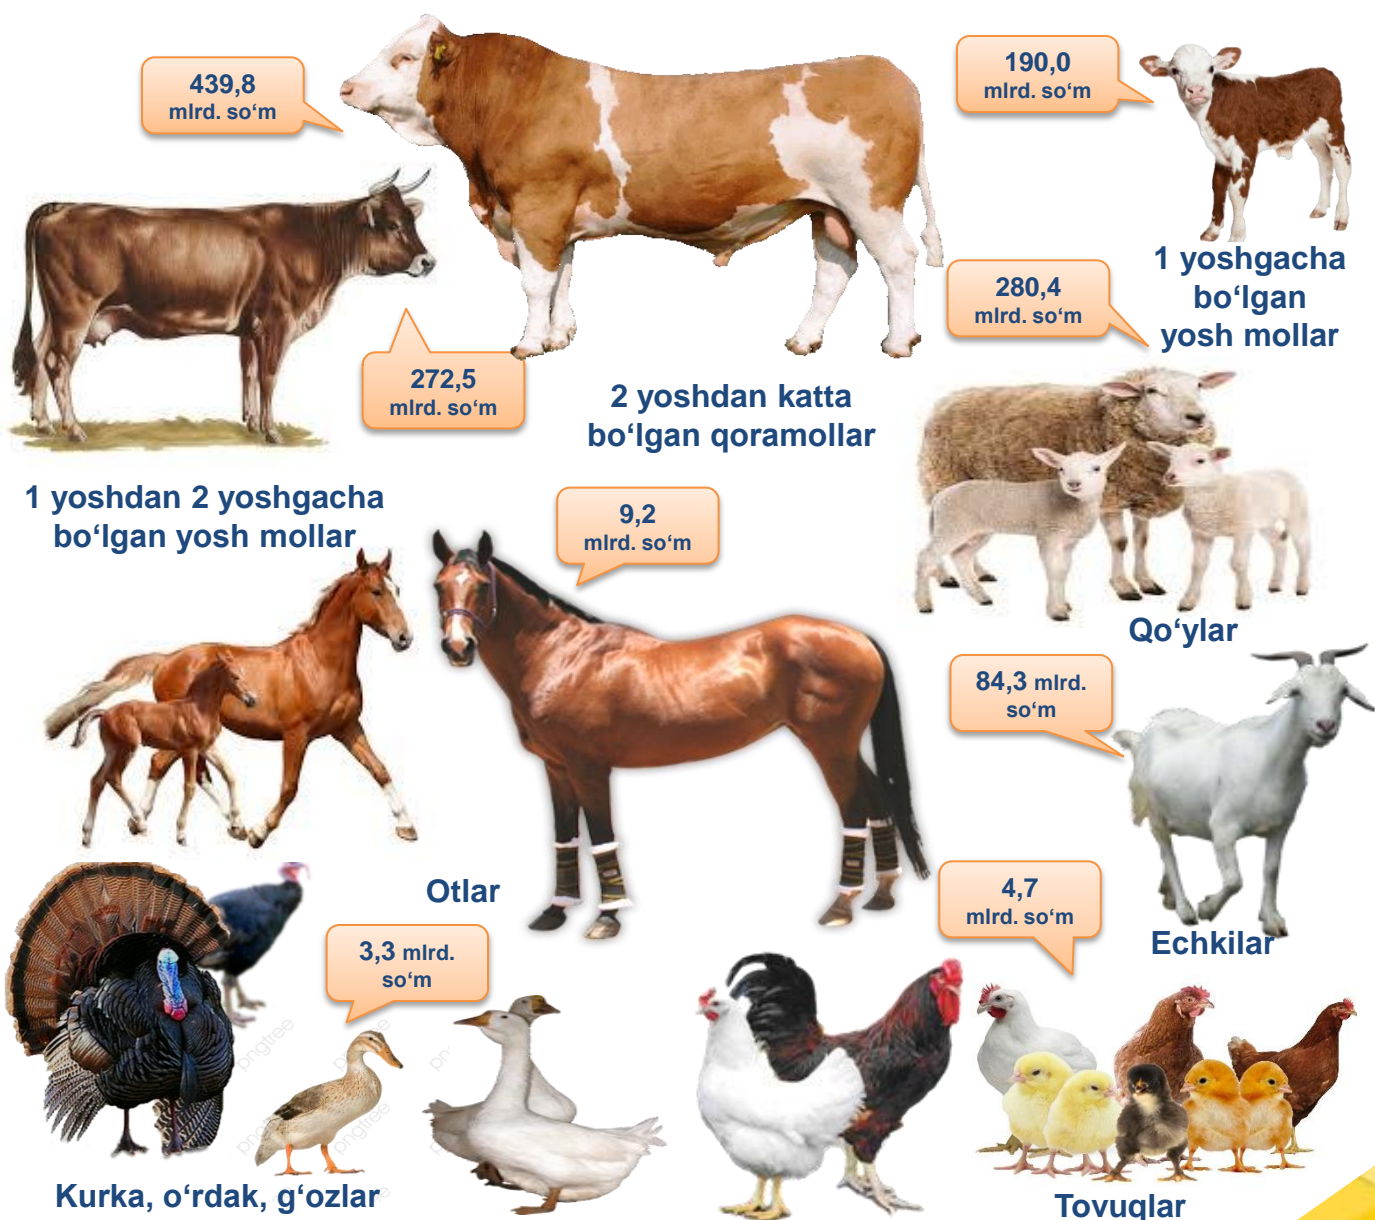 439,8
mlrd. so‘m
190,0
mlrd. so‘m
1 yoshgacha
bo‘lgan
yosh mollar
280,4
mlrd. so‘m
272,5
mlrd. so‘m
2 yoshdan katta
bo‘lgan qoramollar
1 yoshdan 2 yoshgacha
bo‘lgan yosh mollar
9,2
mlrd. so‘m
Qo‘ylar
84,3 mlrd.
so‘m
Otlar
4,7
mlrd. so‘m
Echkilar
3,3 mlrd.
so‘m
pngtree
pngtree
pngtree
Kurka, o‘rdak, g‘ozlar
Tovuqlar